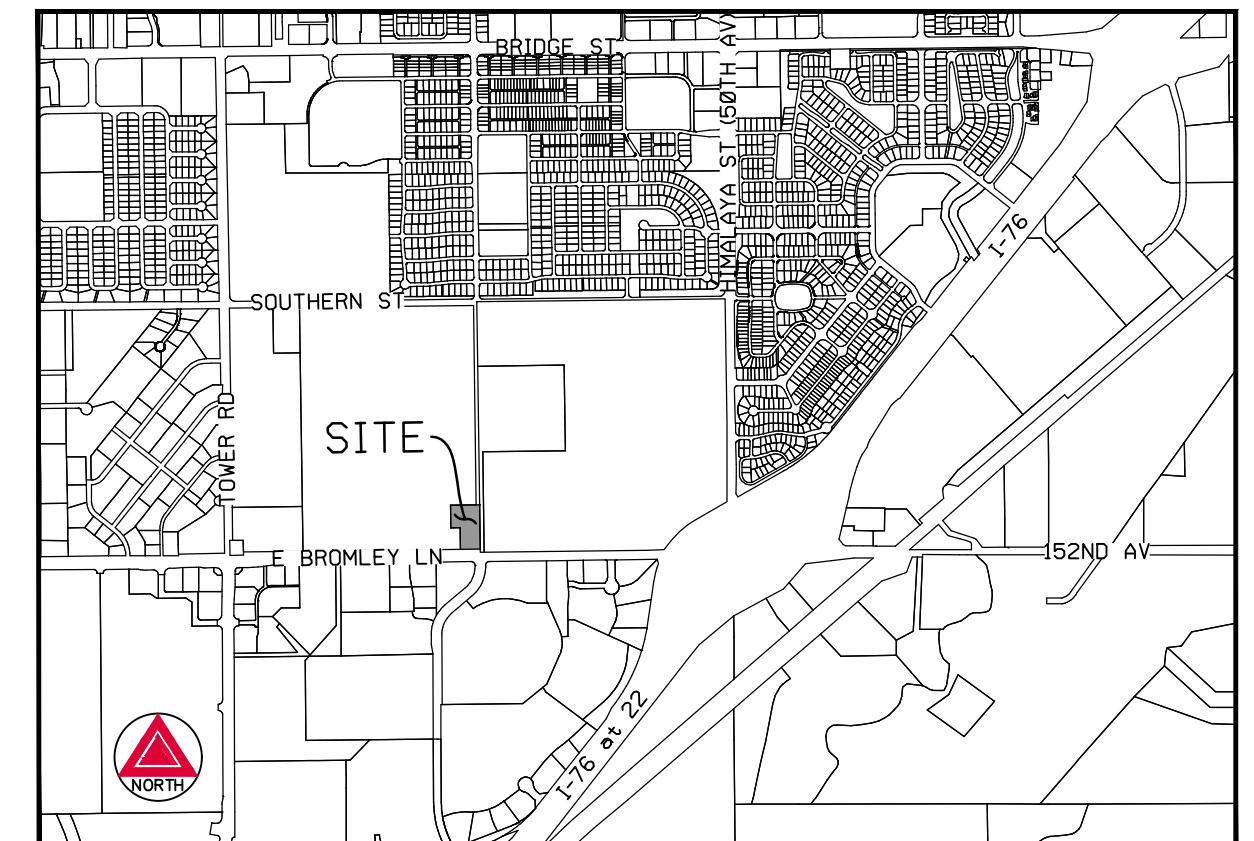 BRIDGE ST
HIMALAYA ST (50TH AV)
I-76
SOUTHERN ST
TOWER RD
SITE
E BROMLEY LN
152ND AV
I-76 at 22
NORTH